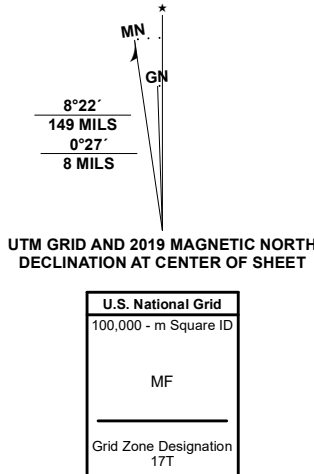 MN
GN
8°22´
149 MILS
0°27´
8 MILS
UTM GRID AND 2019 MAGNETIC NORTH
DECLINATION AT CENTER OF SHEET
U.S. National Grid
100,000 - m Square ID
MF
Grid Zone Designation
17T